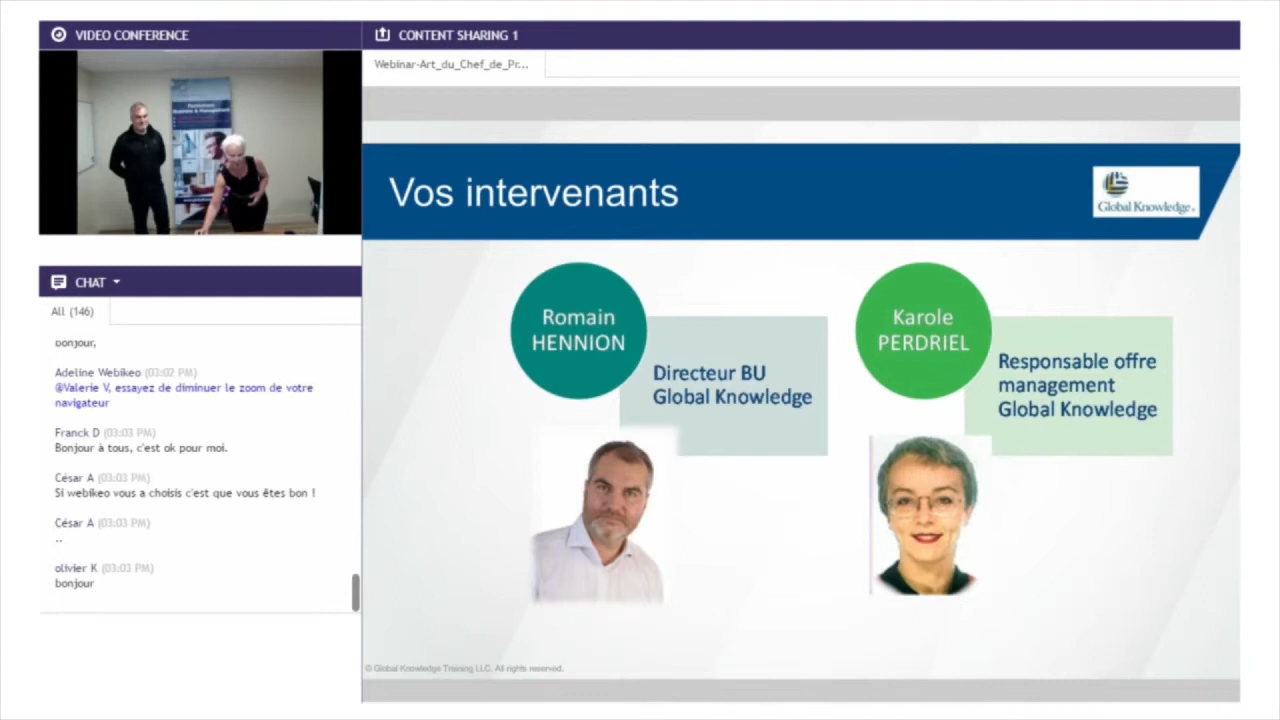 VIDEO CONFERENCE
CONTENT SHARING 1
Webinar-Art_du_Chef_de_Pr...
Vos intervenants
Global Knowledge®
Romain
HENNION
Directeur BU
Global Knowledge
Karole
PERDRIEL
Responsable offre
management
Global Knowledge
CHAT
All (146)
bonjour,
Adeline Webikeo (03:02 PM)
@Valerie V, essayez de diminuer le zoom de votre
navigateur
Franck D (03:03 PM)
Bonjour à tous, c'est ok pour moi.
César A (03:03 PM)
Si webikeo vous a choisis c'est que vous êtes bon !
César A (03:03 PM)
..
olivier K (03:03 PM)
bonjour
© Global Knowledge Training LLC. All rights reserved.